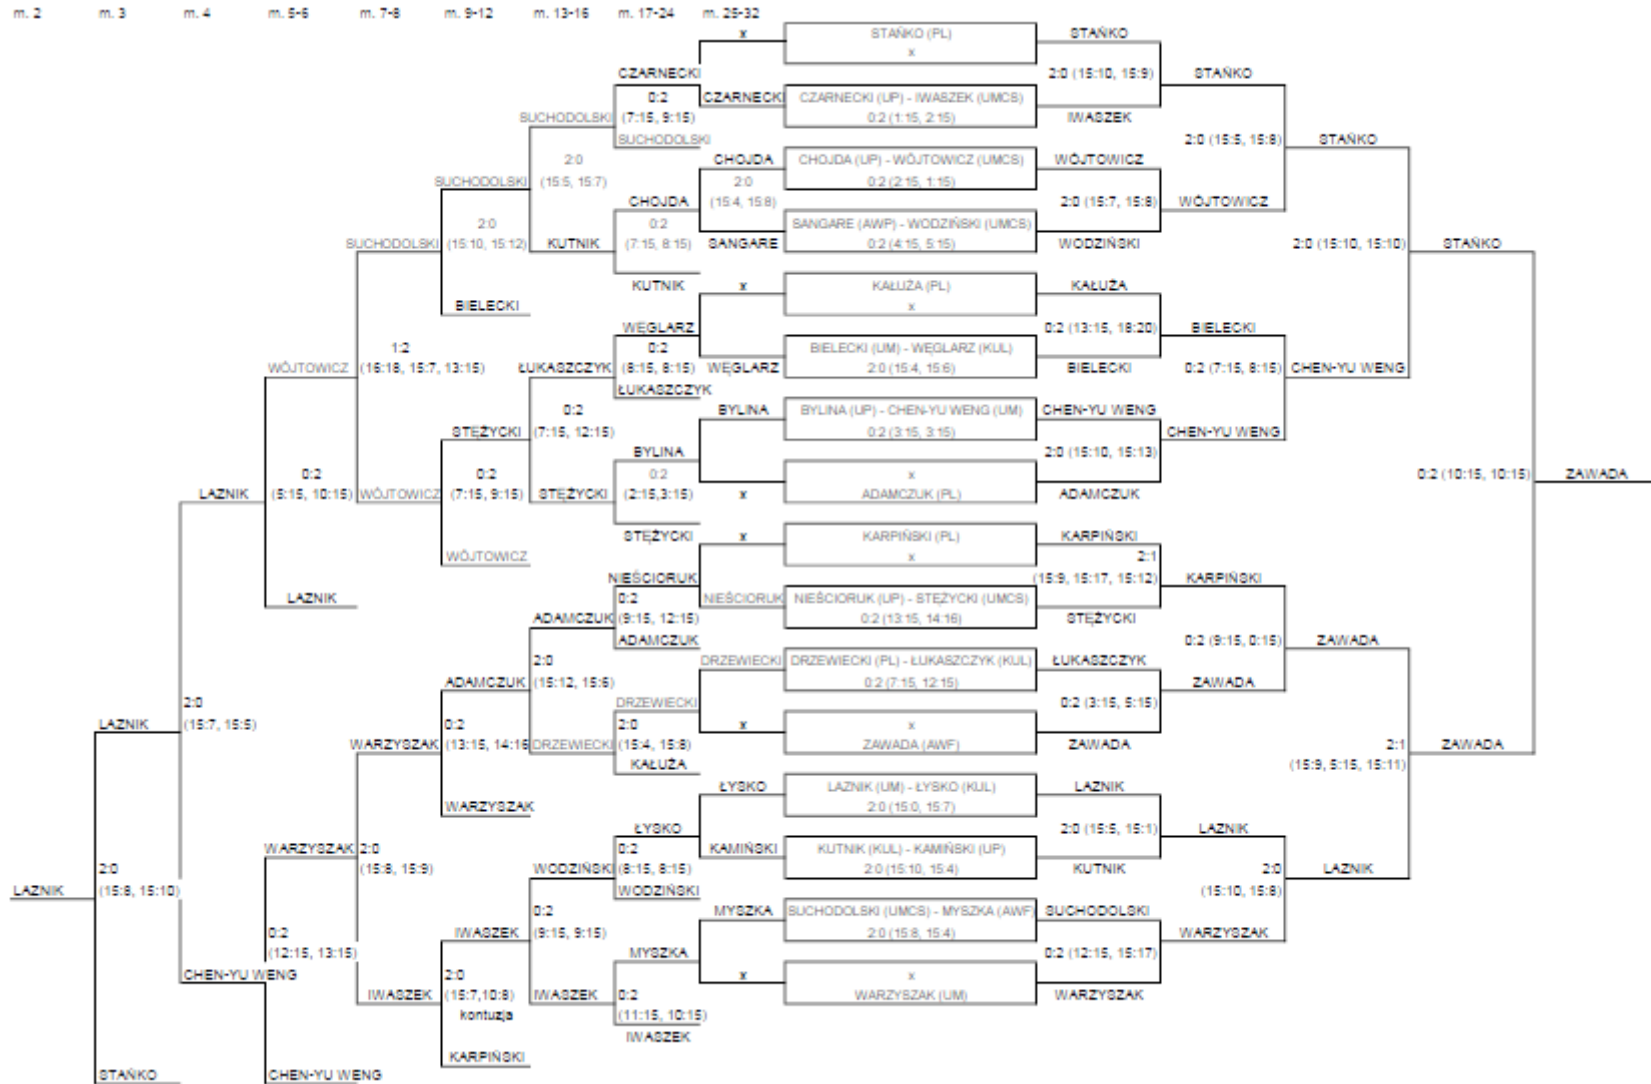 m. 2 m. 3 m. 4 m. 5-6 m. 7-8 m. 9-12 m. 13-16 m. 17-24 m. 25-32
x STAŃKO (PL) STAŃKO
x
CZARNECKI 2:0 (15:10, 15:9) STAŃKO
0:2 CZARNECKI CZARNECKI (UP) - IWASZEK (UMCS)
SUCHODOLSKI (7:15, 9:15) 0:2 (1:15, 2:15) IWASZEK
SUCHODOLSKI 2:0 (15:5, 15:8) STAŃKO
2:0 CHOJDA CHOJDA (UP) - WÓJTOWICZ (UMCS) WÓJTOWICZ
SUCHODOLSKI (15:5, 15:7) 2:0 0:2 (2:15, 1:15)
CHOJDA (15:4, 15:8) 2:0 (15:7, 15:8) WÓJTOWICZ
2:0 0:2 SANGARE (AWP) - WODZIŃSKI (UMCS)
SUCHODOLSKI (15:10, 15:12) KUTNIK (7:15, 8:15) SANGARE 0:2 (4:15, 5:15) WODZIŃSKI 2:0 (15:10, 15:10) STAŃKO
KUTNIK x KAŁUŻA (PL) KAŁUŻA
BIELECKI x
WĘGLARZ 0:2 (13:15, 18:20) BIELECKI
1:2 0:2 BIELECKI (UM) - WĘGLARZ (KUL)
WÓJTOWICZ (16:18, 15:7, 13:15) ŁUKASZCZYK (8:15, 8:15) WĘGLARZ 2:0 (15:4, 15:6) BIELECKI 0:2 (7:15, 8:15) CHEN-YU WENG
ŁUKASZCZYK
0:2 BYLINA BYLINA (UP) - CHEN-YU WENG (UM) CHEN-YU WENG
STĘŻYCKI (7:15, 12:15) 0:2 (3:15, 3:15) CHEN-YU WENG
BYLINA 2:0 (15:10, 15:13)
0:2 0:2 0:2 x 0:2 (10:15, 10:15) ZAWADA
LAZNIK (5:15, 10:15) WÓJTOWICZ (7:15, 9:15) STĘŻYCKI (2:15,3:15) x ADAMCZUK (PL) ADAMCZUK
STĘŻYCKI x KARPIŃSKI (PL) KARPIŃSKI
WÓJTOWICZ x 2:1
NIEŚCIORUK (15:9, 15:17, 15:12) KARPIŃSKI
LAZNIK 0:2 NIEŚCIORUK NIEŚCIORUK (UP) - STĘŻYCKI (UMCS)
ADAMCZUK (9:15, 12:15) 0:2 (13:15, 14:16) STĘŻYCKI
ADAMCZUK 0:2 (9:15, 0:15) ZAWADA
2:0 DRZEWIECKI DRZEWIECKI (PL) - ŁUKASZCZYK (KUL) ŁUKASZCZYK
ADAMCZUK (15:12, 15:6) 0:2 (7:15, 12:15) ZAWADA
2:0 DRZEWIECKI 0:2 (3:15, 5:15)
LAZNIK (15:7, 15:5) 0:2 2:0 x x
WARZYSZAK (13:15, 14:16 DRZEWIECKI (15:4, 15:8) ZAWADA (AWF) ZAWADA 2:1 ZAWADA
KAŁUŻA (15:9, 5:15, 15:11)
ŁYSKO LAZNIK (UM) - ŁYSKO (KUL) LAZNIK
WARZYSZAK 2:0 (15:0, 15:7)
ŁYSKO 2:0 (15:5, 15:1) LAZNIK
WARZYSZAK 2:0 0:2 KAMIŃSKI KUTNIK (KUL) - KAMIŃSKI (UP)
2:0 (15:8, 15:9) WODZIŃSKI (8:15, 8:15) 2:0 (15:10, 15:4) KUTNIK 2:0 LAZNIK
LAZNIK (15:8, 15:10) WODZIŃSKI (15:10, 15:8)
0:2 MYSZKA SUCHODOLSKI (UMCS) - MYSZKA (AWF) SUCHODOLSKI
0:2 IWASZEK (9:15, 9:15) 2:0 (15:8, 15:4) WARZYSZAK
(12:15, 13:15) MYSZKA 0:2 (12:15, 15:17)
CHEN-YU WENG 2:0 x x
IWASZEK (15:7,10:8) IWASZEK 0:2 WARZYSZAK (UM) WARZYSZAK
kontuzja (11:15, 10:15)
IWASZEK
KARPIŃSKI
STAŃKO CHEN-YU WENG